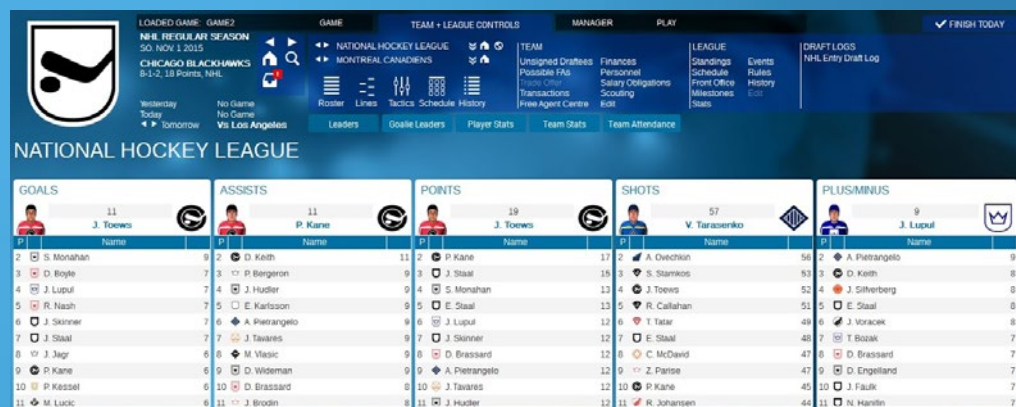 LOADED GAME: GAME2
NHL REGULAR SEASON
SO. NOV. 1 2015
CHICAGO BLACKHAWKS
8-1-2, 18 Points, NHL
Yesterday No Game
Today No Game
Tomorrow Vs Los Angeles
GAME TEAM + LEAGUE CONTROLS MANAGER PLAY FINISH TODAY
NATIONAL HOCKEY LEAGUE
MONTREAL CANADIENS
Roster Lines Tactics Schedule History
TEAM
Unsigned Draftees Finances
Possible FAs Personnel
Trade Offer Salary Obligations
Transactions Scouting
Free Agent Centre Edit
LEAGUE
Standings Events
Schedule Rules
Front Office History
Milestones Edit
Stats
DRAFT LOGS
NHL Entry Draft Log
Leaders Goalie Leaders Player Stats Team Stats Team Attendance
NATIONAL HOCKEY LEAGUE
GOALS
11
J. Toews
P Name
2 S. Monahan 9
3 D. Boyle 7
4 J. Lupul 7
5 R. Nash 7
6 J. Skinner 7
7 J. Staal 7
8 J. Jagr 6
9 P. Kane 6
10 P. Kessel 6
11 M. Lucic 6
ASSISTS
11
P. Kane
P Name
2 D. Keith 11
3 P. Bergeron 9
4 J. Hudler 9
5 E. Karlsson 9
6 A. Pietrangelo 9
7 J. Tavares 9
8 M. Vlasic 9
9 D. Wideman 9
10 D. Brassard 8
11 J. Brodin 8
POINTS
19
J. Toews
P Name
2 P. Kane 17
3 J. Staal 15
4 S. Monahan 13
5 E. Staal 13
6 J. Lupul 12
7 J. Skinner 12
8 D. Brassard 12
9 A. Pietrangelo 12
10 J. Tavares 12
11 J. Hudler 12
SHOTS
57
V. Tarasenko
P Name
2 A. Ovechkin 56
3 S. Stamkos 53
4 J. Toews 52
5 R. Callahan 51
6 T. Tatar 49
7 E. Staal 48
8 C. McDavid 47
9 Z. Parise 47
10 P. Kane 45
11 R. Johansen 44
PLUS/MINUS
9
J. Lupul
P Name
2 A. Pietrangelo 9
3 D. Keith 8
4 J. Silfverberg 8
5 E. Staal 8
6 J. Voracek 8
7 T. Bozak 7
8 D. Brassard 7
9 D. Engelland 7
10 J. Faulk 7
11 N. Hanifin 7